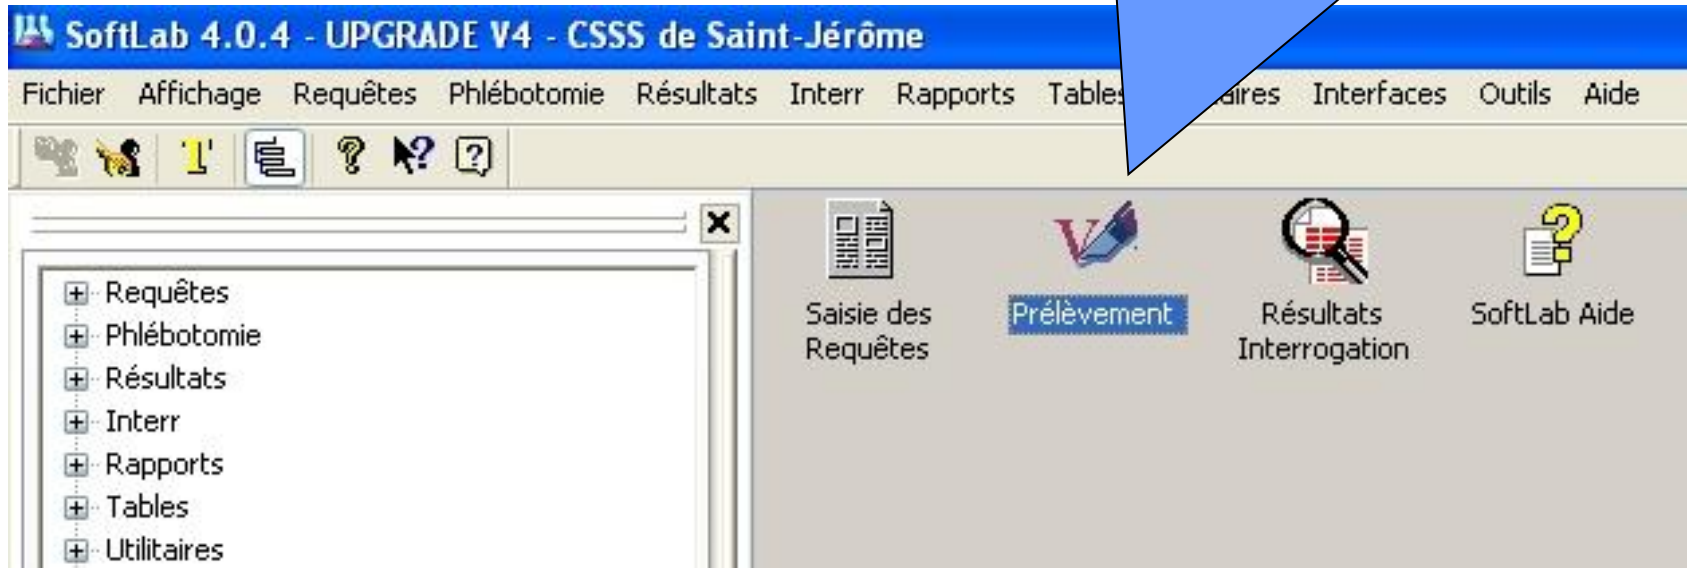 SoftLab 4.0.4 - UPGRADE V4 - CSSS de Saint-Jérôme
Fichier Affichage Requêtes Phlébotomie Résultats Interr Rapports Tables Interfaces Outils Aide
Requêtes
Phlébotomie
Résultats
Interr
Rapports
Tables
Utilitaires
Saisie des
Requêtes
Prélèvement
Résultats
Interrogation
SoftLab Aide